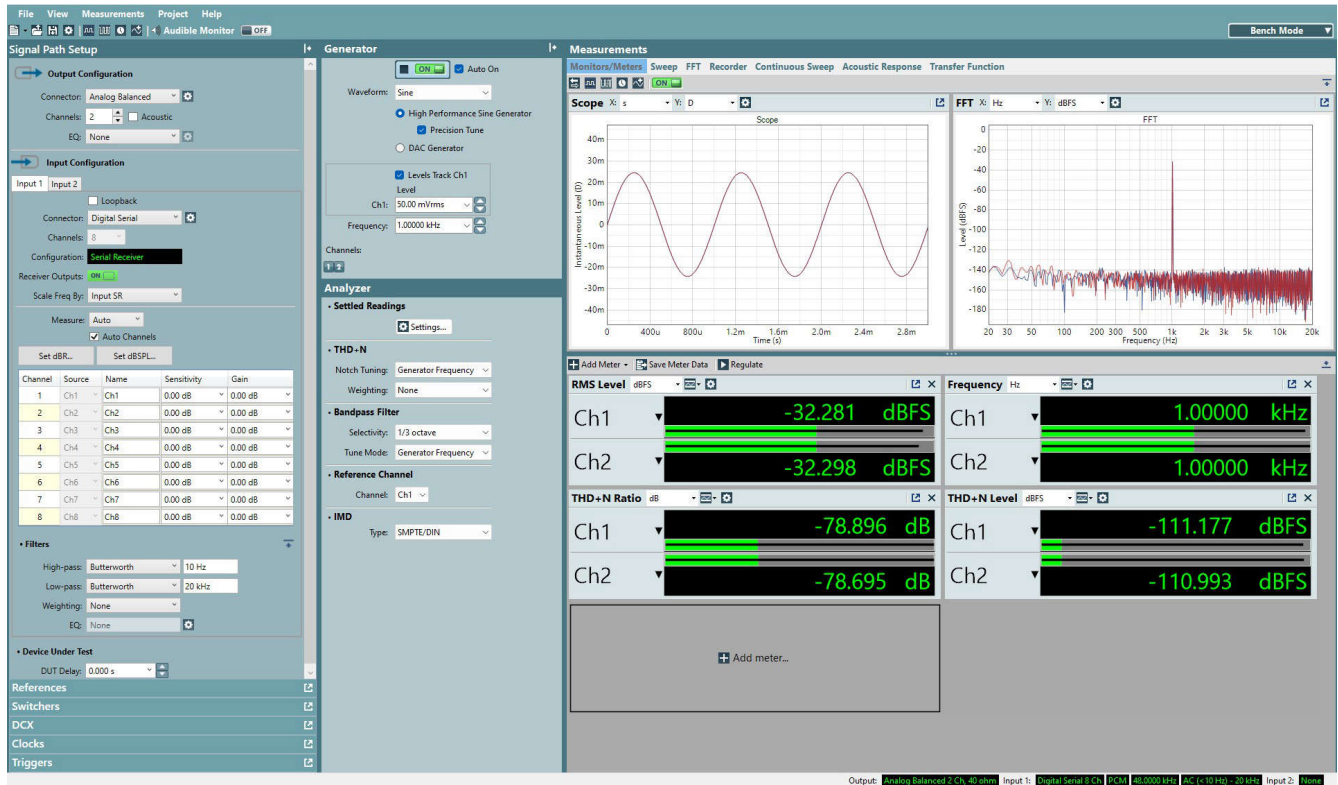 File View Measurements Project Help
Audible Monitor OFF
Bench Mode
Signal Path Setup
Output Configuration
Connector: Analog Balanced
Channels: 2 Acoustic
EQ: None
Input Configuration
Input 1 Input 2
Loopback
Connector: Digital Serial
Channels: 8
Configuration: Serial Receiver
Receiver Outputs: ON
Scale Freq By: Input SR
Measure: Auto
Auto Channels
Set dBR... Set dBSPL...
Channel Source Name Sensitivity Gain
1 Ch1 Ch1 0.00 dB 0.00 dB
2 Ch2 Ch2 0.00 dB 0.00 dB
3 Ch3 Ch3 0.00 dB 0.00 dB
4 Ch4 Ch4 0.00 dB 0.00 dB
5 Ch5 Ch5 0.00 dB 0.00 dB
6 Ch6 Ch6 0.00 dB 0.00 dB
7 Ch7 Ch7 0.00 dB 0.00 dB
8 Ch8 Ch8 0.00 dB 0.00 dB
• Filters
High-pass: Butterworth 10 Hz
Low-pass: Butterworth 20 kHz
Weighting: None
EQ: None
• Device Under Test
DUT Delay: 0.000 s
References
Switchers
DCX
Clocks
Triggers
Generator
ON Auto On
Waveform: Sine
High Performance Sine Generator
Precision Tune
DAC Generator
Levels Track Ch1
Level
Ch1: 50.00 mVrms
Frequency: 1.00000 kHz
Channels:
1 2
Analyzer
• Settled Readings
Settings...
• THD+N
Notch Tuning: Generator Frequency
Weighting: None
• Bandpass Filter
Selectivity: 1/3 octave
Tune Mode: Generator Frequency
• Reference Channel
Channel: Ch1
• IMD
Type: SMPTE/DIN
Measurements
Monitors/Meters Sweep FFT Recorder Continuous Sweep Acoustic Response Transfer Function
ON
Scope X: s Y: D
Scope
Instantaneous Level (D)
40m
30m
20m
10m
0
-10m
-20m
-30m
-40m
0 400u 800u 1.2m 1.6m 2.0m 2.4m 2.8m
Time (s)
FFT X: Hz Y: dBFS
FFT
Level (dBFS)
0
-20
-40
-60
-80
-100
-120
-140
-160
-180
20 30 50 100 200 300 500 1k 2k 3k 5k 10k 20k
Frequency (Hz)
Add Meter Save Meter Data Regulate
RMS Level dBFS
Ch1 -32.281 dBFS
Ch2 -32.298 dBFS
Frequency Hz
Ch1 1.00000 kHz
Ch2 1.00000 kHz
THD+N Ratio dB
Ch1 -78.896 dB
Ch2 -78.695 dB
THD+N Level dBFS
Ch1 -111.177 dBFS
Ch2 -110.993 dBFS
Add meter...
Output: Analog Balanced 2 Ch, 40 ohm Input 1: Digital Serial 8 Ch PCM 48.0000 kHz AC (<10 Hz) - 20 kHz Input 2: None